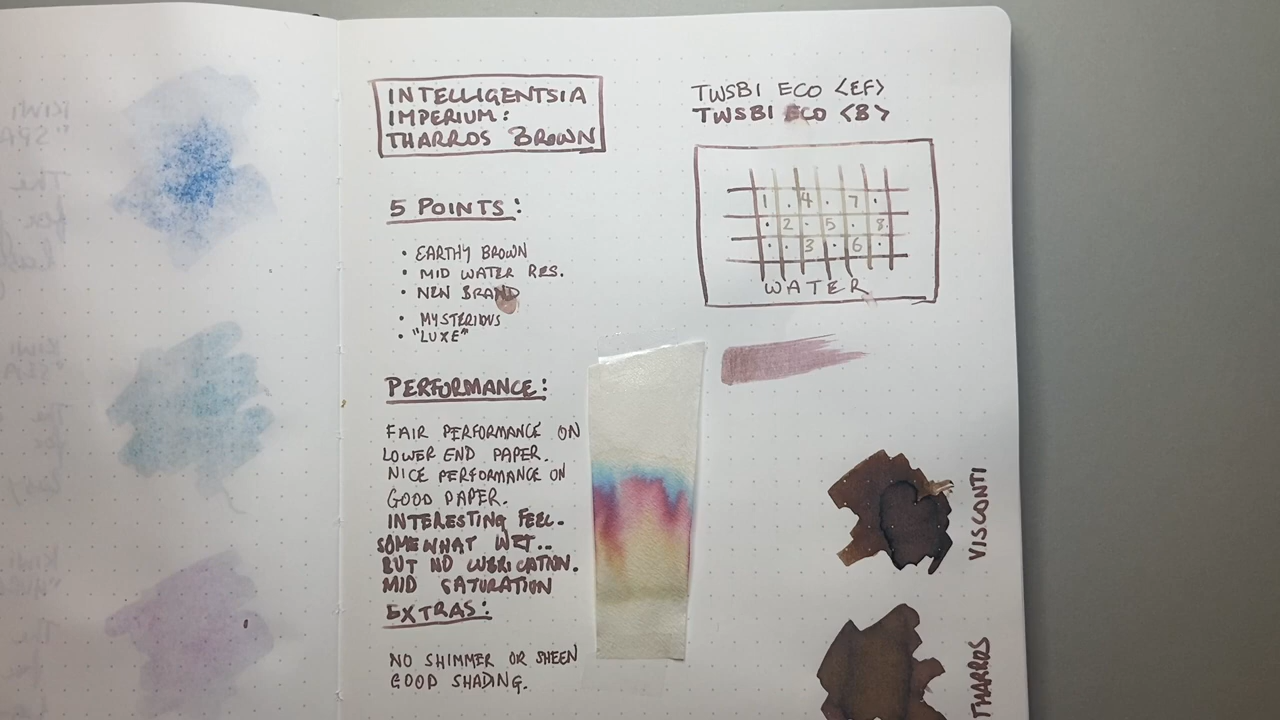 INTELLIGENTSIA
IMPERIUM:
THARROS BROWN
TWSBI ECO <EF>
TWSBI ECO <B>
5 POINTS:
• EARTHY BROWN
• MID WATER RES.
• NEW BRAND
• MYSTERIOUS
• "LUXE"
1 4 7
2 5 8
3 6
WATER
PERFORMANCE:
FAIR PERFORMANCE ON
LOWER END PAPER.
NICE PERFORMANCE ON
GOOD PAPER.
INTERESTING FEEL.
SOMEWHAT WET..
BUT NO LUBRICATION.
MID SATURATION
EXTRAS:
NO SHIMMER OR SHEEN
GOOD SHADING.
VISCONTI
THARROS